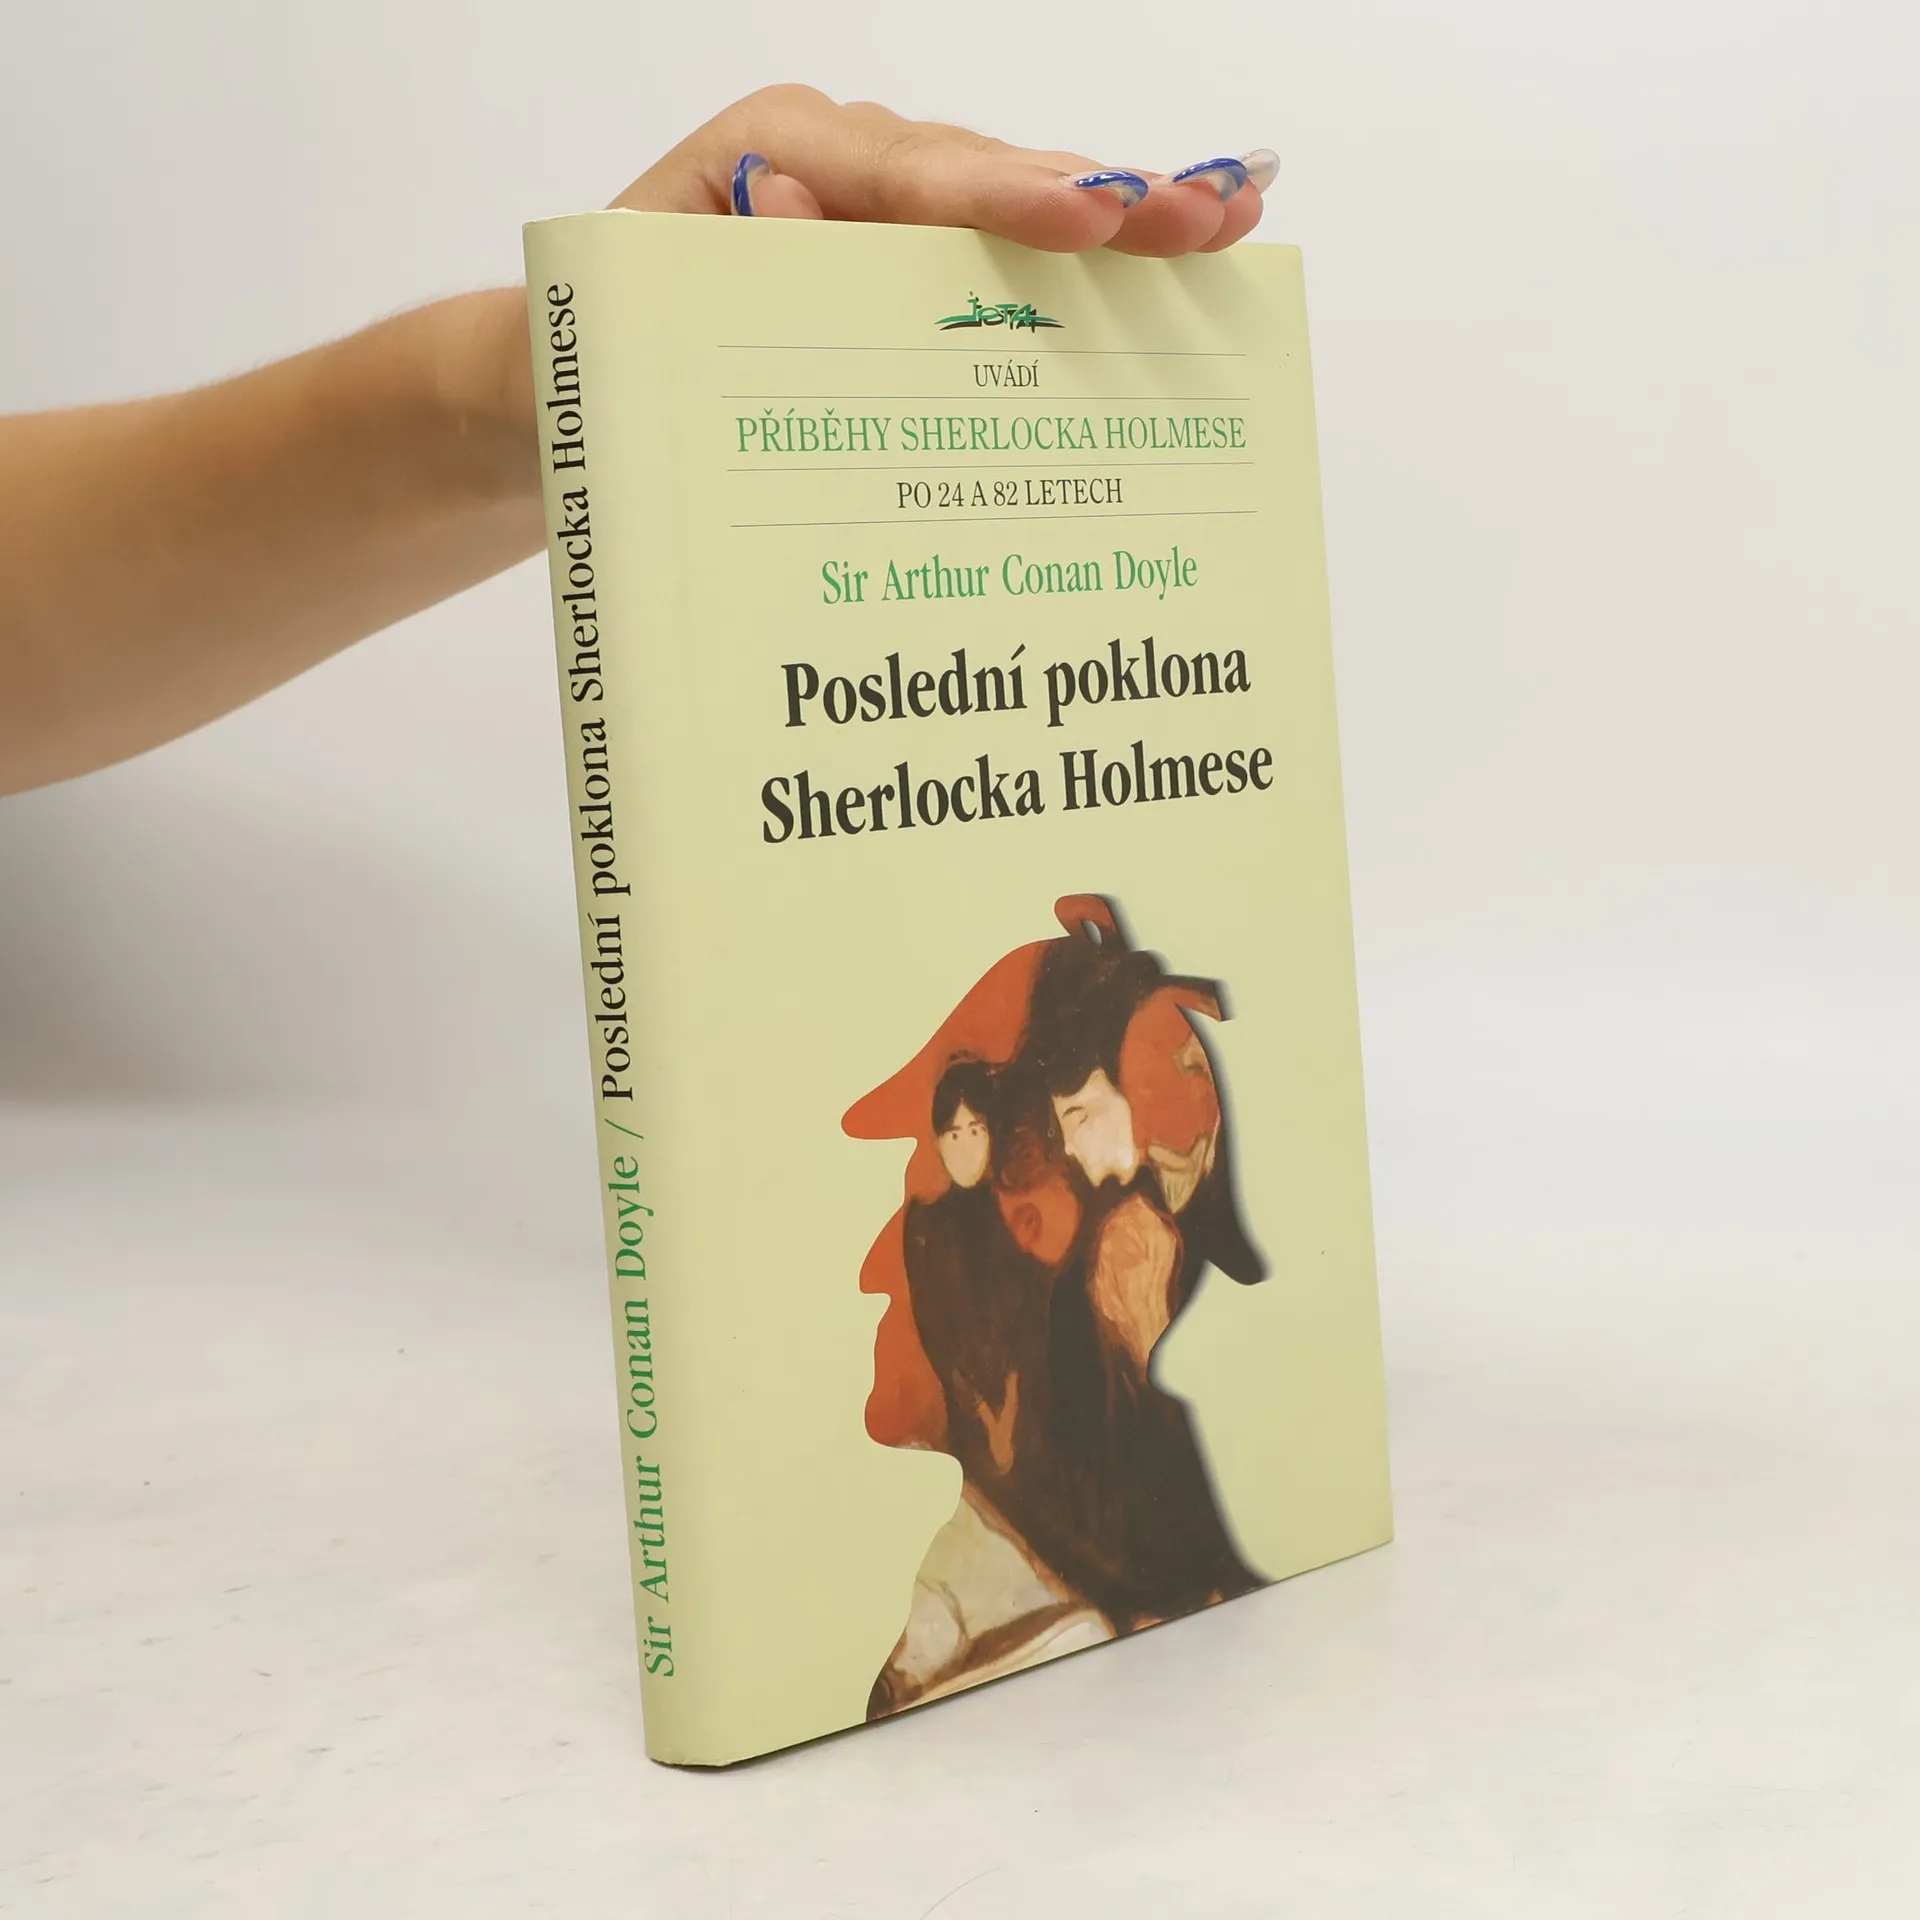 JOTA
UVÁDÍ
PŘÍBĚHY SHERLOCKA HOLMESE
PO 24 A 82 LETECH
Sir Arthur Conan Doyle
Poslední poklona
Sherlocka Holmese
Sir Arthur Conan Doyle / Poslední poklona Sherlocka Holmese